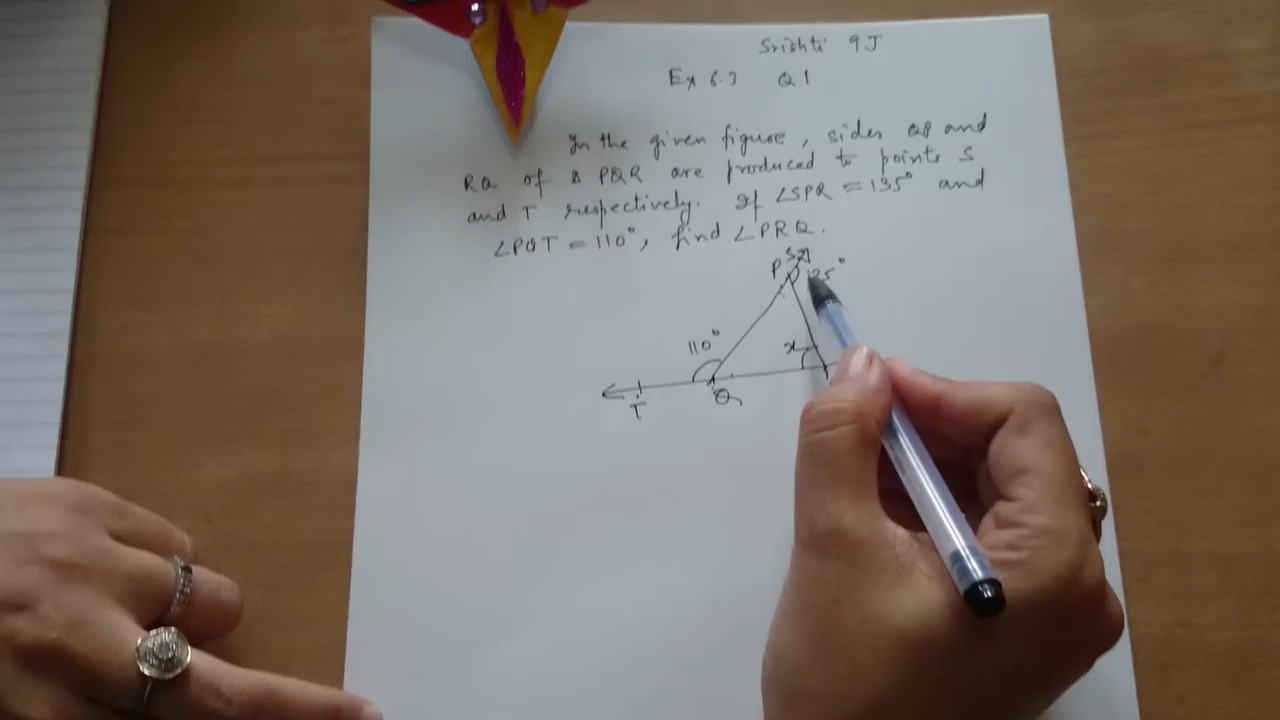 Srishti 9J
Ex 6.3 Q1
In the given figure, sides QP and
RQ of Δ PQR are produced to points S
and T respectively. If ∠SPR = 135° and
∠PQT = 110°, find ∠PRQ.
S
P
135°
110°
x
T
Q